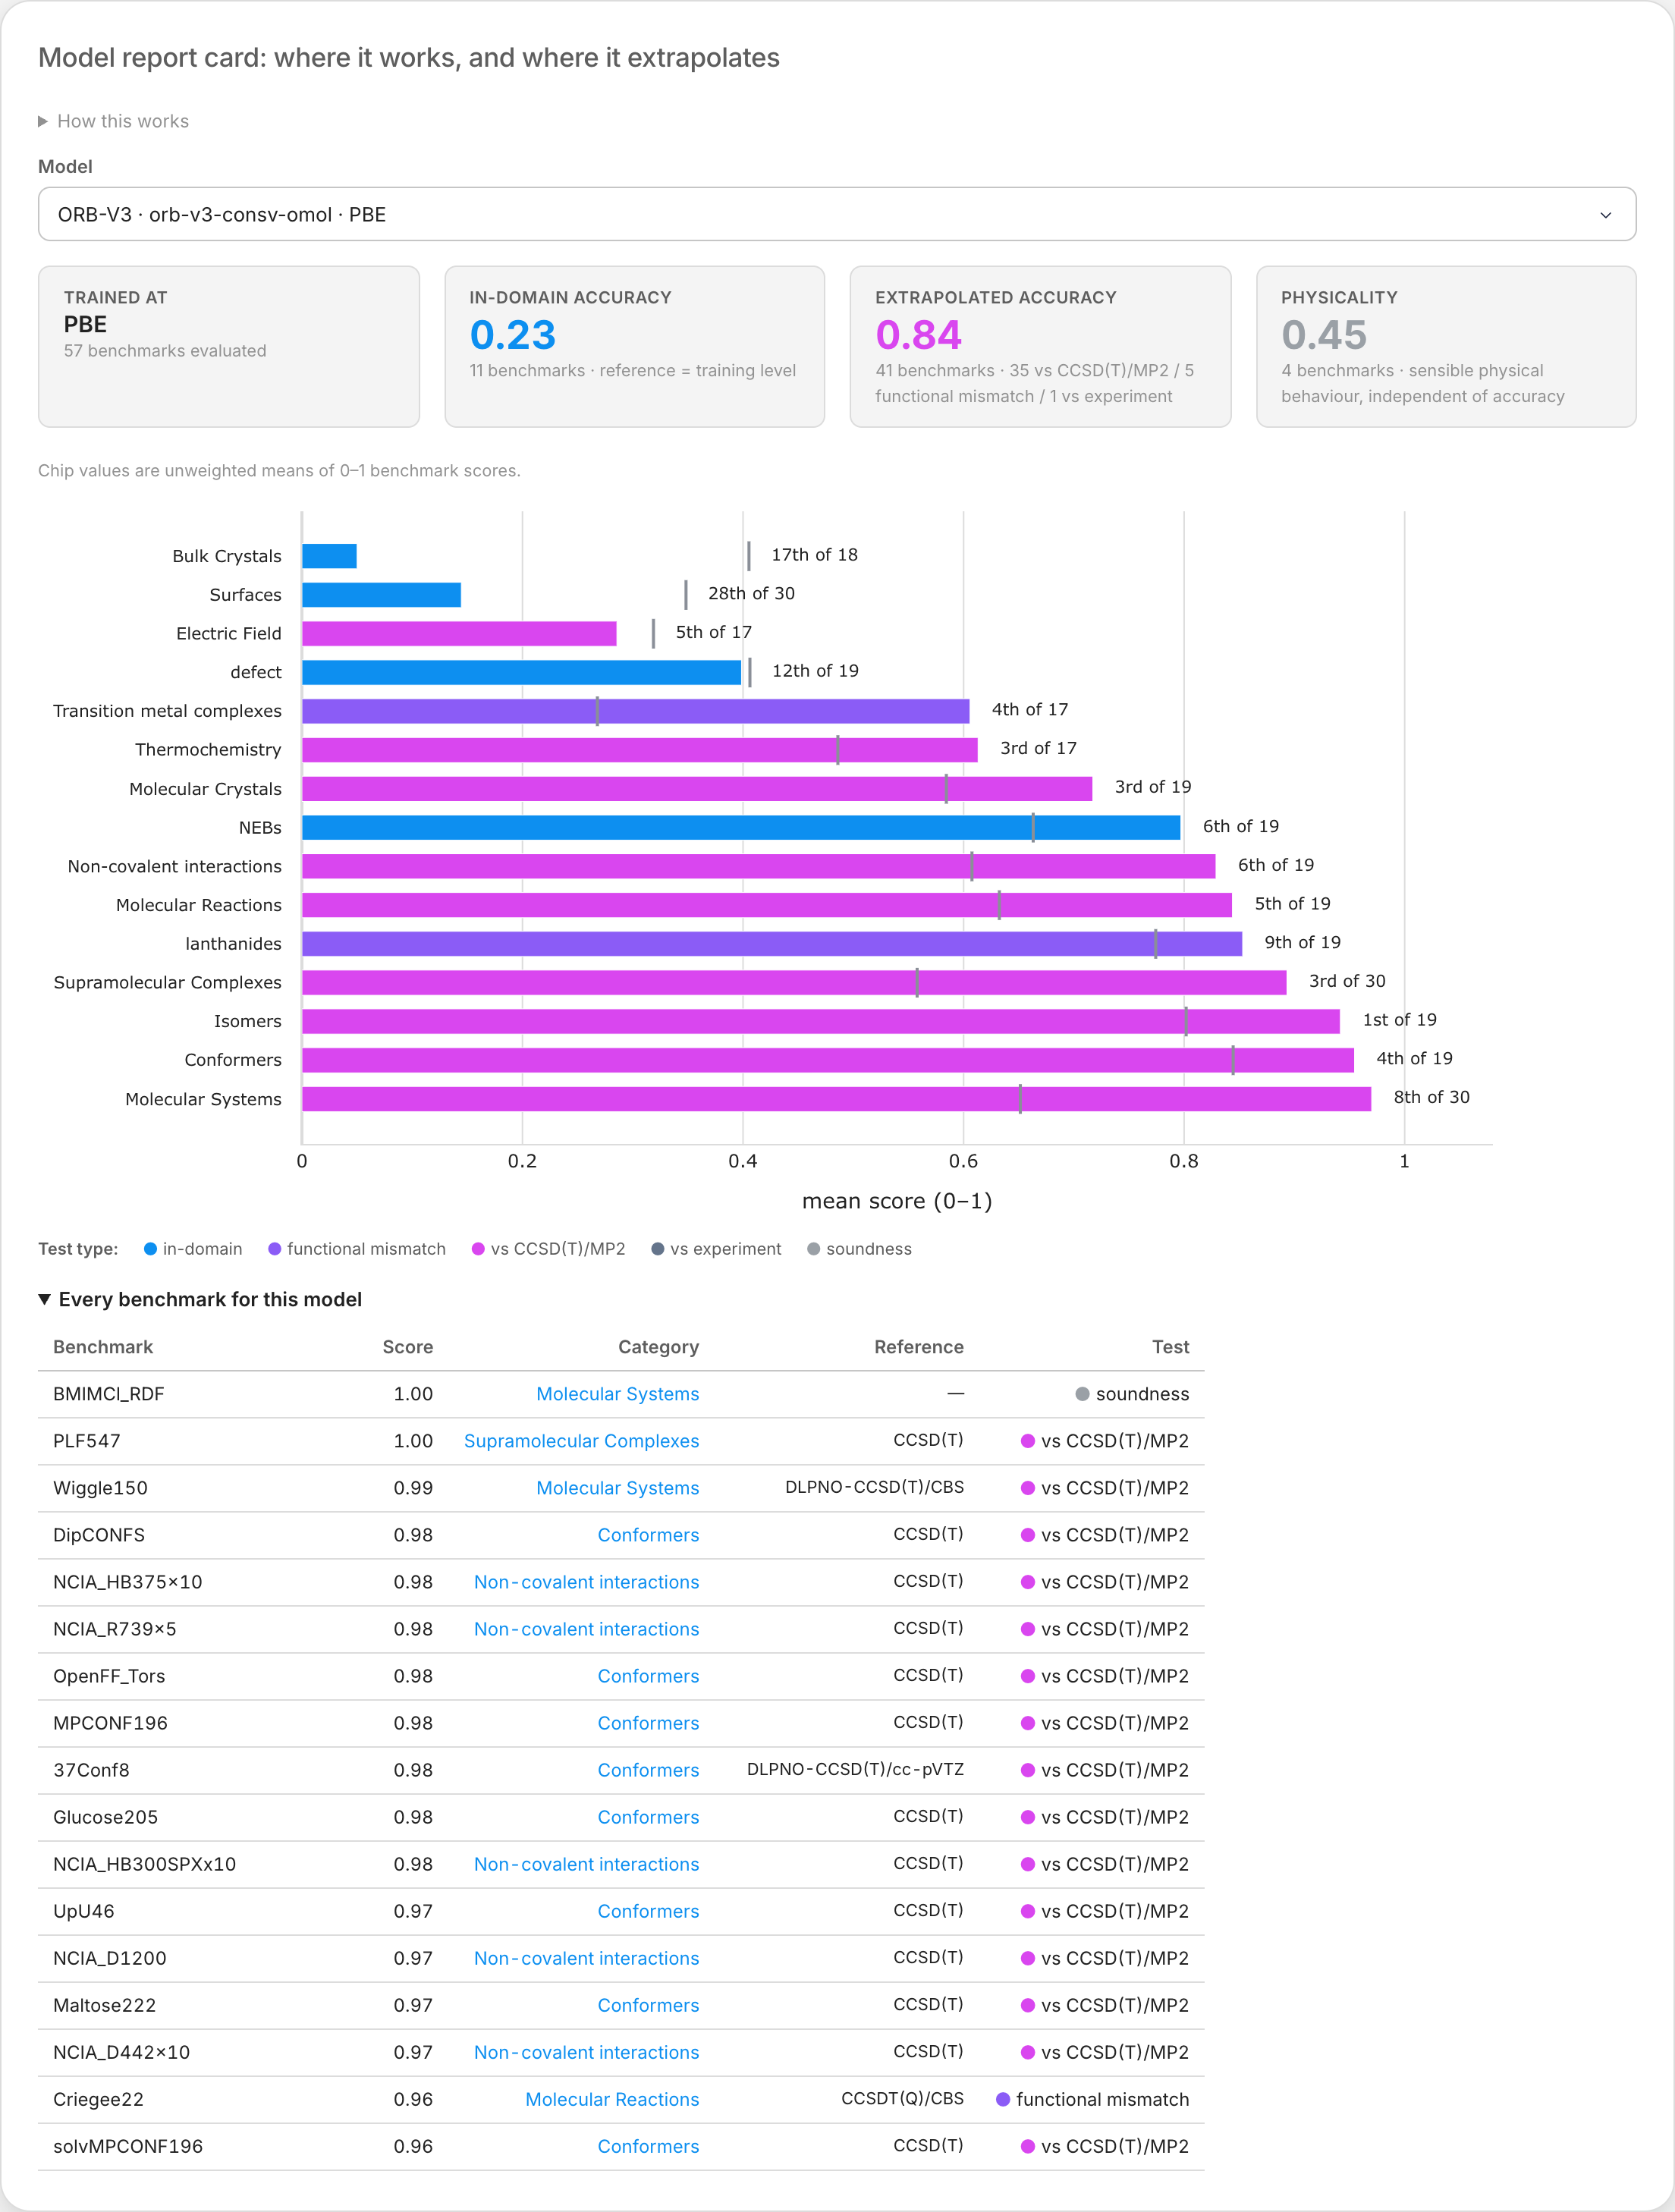 Model report card: where it works, and where it extrapolates
How this works
Model
ORB-V3 · orb-v3-consv-omol · PBE
TRAINED AT
PBE
57 benchmarks evaluated
IN-DOMAIN ACCURACY
0.23
11 benchmarks · reference = training level
EXTRAPOLATED ACCURACY
0.84
41 benchmarks · 35 vs CCSD(T)/MP2 / 5
functional mismatch / 1 vs experiment
PHYSICALITY
0.45
4 benchmarks · sensible physical
behaviour, independent of accuracy
Chip values are unweighted means of 0–1 benchmark scores.
Bulk Crystals 17th of 18
Surfaces 28th of 30
Electric Field 5th of 17
defect 12th of 19
Transition metal complexes 4th of 17
Thermochemistry 3rd of 17
Molecular Crystals 3rd of 19
NEBs 6th of 19
Non-covalent interactions 6th of 19
Molecular Reactions 5th of 19
lanthanides 9th of 19
Supramolecular Complexes 3rd of 30
Isomers 1st of 19
Conformers 4th of 19
Molecular Systems 8th of 30
0 0.2 0.4 0.6 0.8 1
mean score (0–1)
Test type: in-domain functional mismatch vs CCSD(T)/MP2 vs experiment soundness
Every benchmark for this model
Benchmark Score Category Reference Test
BMIMCl_RDF 1.00 Molecular Systems — soundness
PLF547 1.00 Supramolecular Complexes CCSD(T) vs CCSD(T)/MP2
Wiggle150 0.99 Molecular Systems DLPNO-CCSD(T)/CBS vs CCSD(T)/MP2
DipCONFS 0.98 Conformers CCSD(T) vs CCSD(T)/MP2
NCIA_HB375×10 0.98 Non-covalent interactions CCSD(T) vs CCSD(T)/MP2
NCIA_R739×5 0.98 Non-covalent interactions CCSD(T) vs CCSD(T)/MP2
OpenFF_Tors 0.98 Conformers CCSD(T) vs CCSD(T)/MP2
MPCONF196 0.98 Conformers CCSD(T) vs CCSD(T)/MP2
37Conf8 0.98 Conformers DLPNO-CCSD(T)/cc-pVTZ vs CCSD(T)/MP2
Glucose205 0.98 Conformers CCSD(T) vs CCSD(T)/MP2
NCIA_HB300SPXx10 0.98 Non-covalent interactions CCSD(T) vs CCSD(T)/MP2
UpU46 0.97 Conformers CCSD(T) vs CCSD(T)/MP2
NCIA_D1200 0.97 Non-covalent interactions CCSD(T) vs CCSD(T)/MP2
Maltose222 0.97 Conformers CCSD(T) vs CCSD(T)/MP2
NCIA_D442×10 0.97 Non-covalent interactions CCSD(T) vs CCSD(T)/MP2
Criegee22 0.96 Molecular Reactions CCSDT(Q)/CBS functional mismatch
solvMPCONF196 0.96 Conformers CCSD(T) vs CCSD(T)/MP2